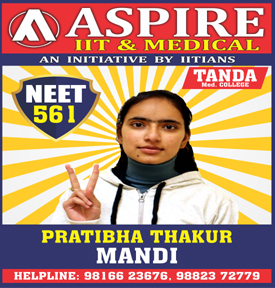 ASPIRE
IIT & MEDICAL
AN INITIATIVE BY IITIANS
TANDA
Med. COLLEGE
NEET
561
PRATIBHA THAKUR
MANDI
HELPLINE: 98166 23676, 98823 72779